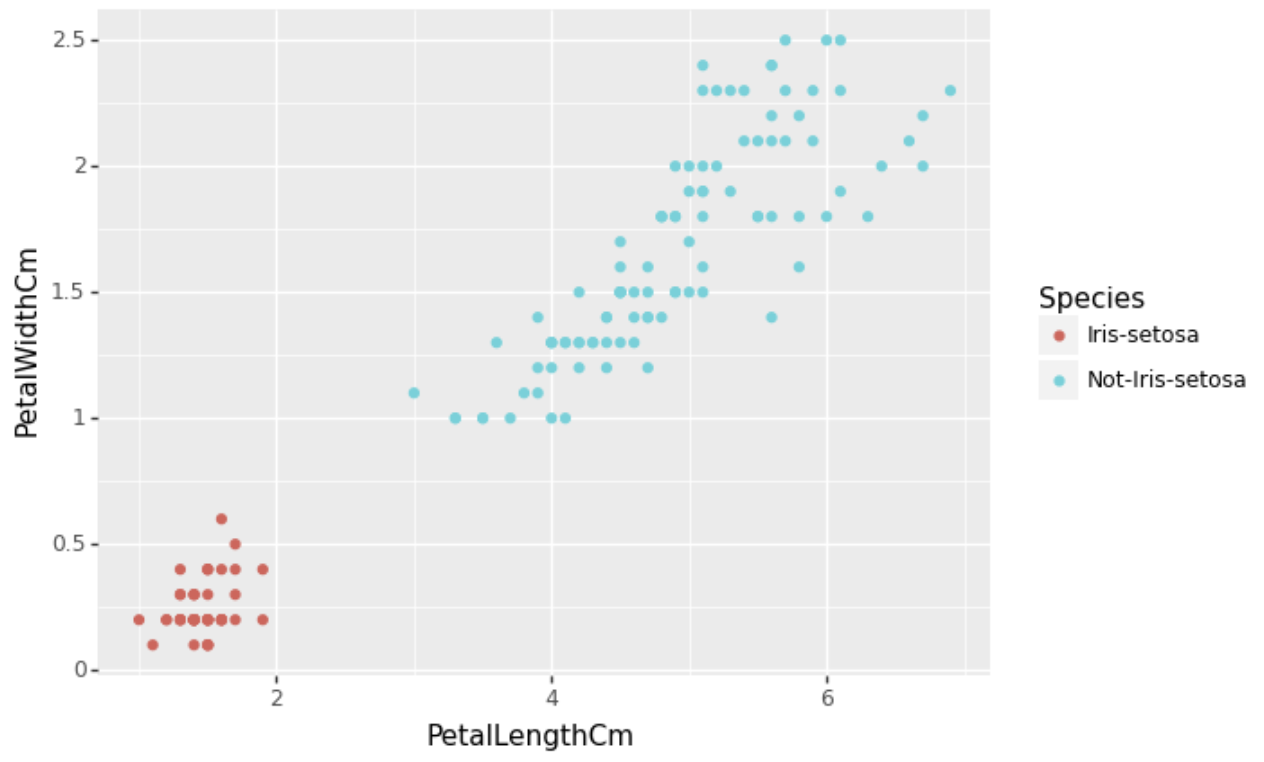 2.5
2
1.5
1
0.5
0
PetalWidthCm
2
4
6
PetalLengthCm
Species
Iris-setosa
Not-Iris-setosa